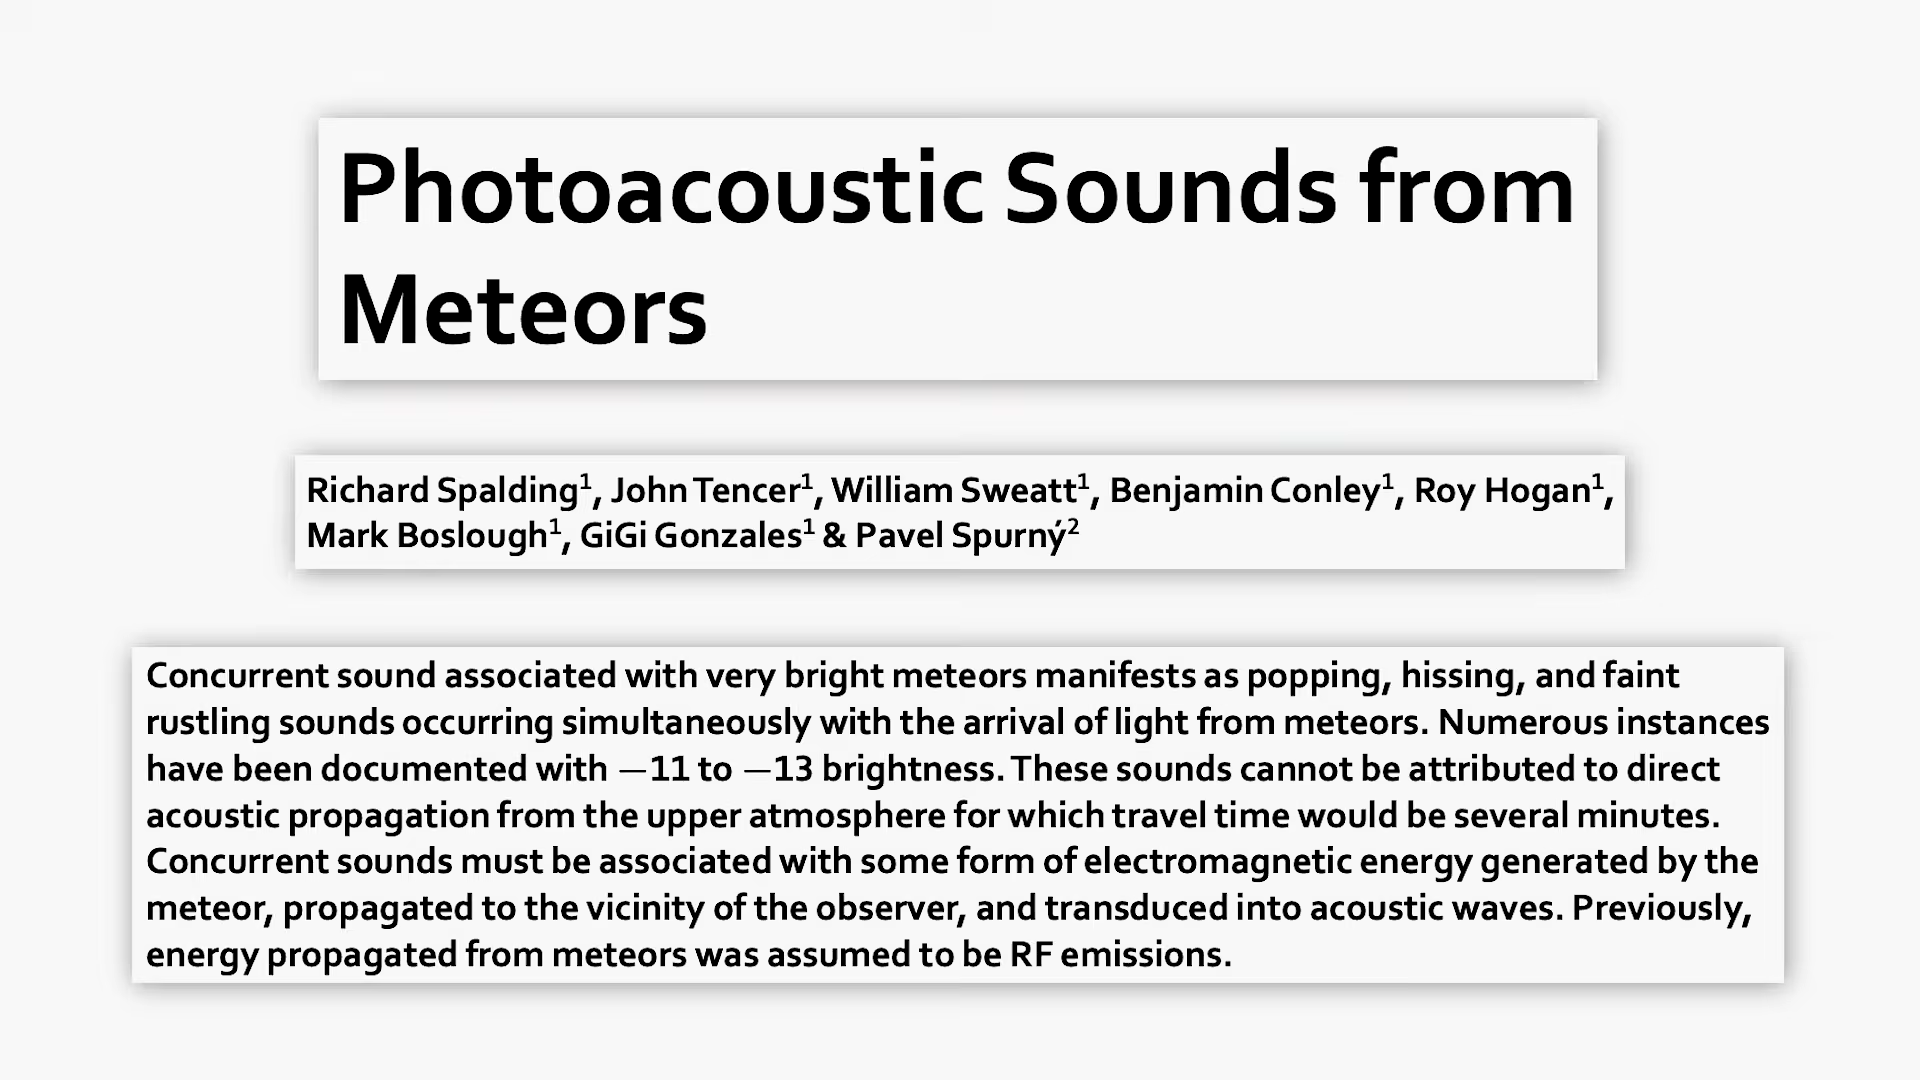 Photoacoustic Sounds from
Meteors
Richard Spalding¹, John Tencer¹, William Sweatt¹, Benjamin Conley¹, Roy Hogan¹,
Mark Boslough¹, GiGi Gonzales¹ & Pavel Spurný²
Concurrent sound associated with very bright meteors manifests as popping, hissing, and faint
rustling sounds occurring simultaneously with the arrival of light from meteors. Numerous instances
have been documented with —11 to —13 brightness. These sounds cannot be attributed to direct
acoustic propagation from the upper atmosphere for which travel time would be several minutes.
Concurrent sounds must be associated with some form of electromagnetic energy generated by the
meteor, propagated to the vicinity of the observer, and transduced into acoustic waves. Previously,
energy propagated from meteors was assumed to be RF emissions.